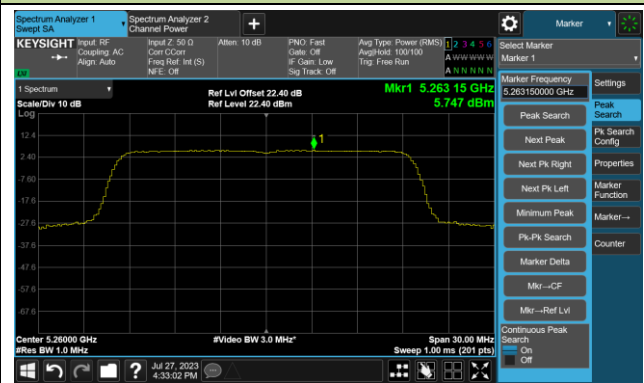 Spectrum Analyzer 1
Swept SA
Spectrum Analyzer 2
Channel Power
Marker
KEYSIGHT
Input: RF
Coupling: AC
Align: Auto
Input Z: 50 Ω
Corr CCorr
Freq Ref: Int (S)
NFE: Off
Atten: 10 dB
PNO: Fast
Gate: Off
IF Gain: Low
Sig Track: Off
Avg Type: Power (RMS)
Avg|Hold: 100/100
Trig: Free Run
1 2 3 4 5 6
A W W W W W
A N N N N N
Select Marker
Marker 1
1 Spectrum
Scale/Div 10 dB
Log
Ref Lvl Offset 22.40 dB
Ref Level 22.40 dBm
Mkr1 5.263 15 GHz
5.747 dBm
1
12.4
2.40
-7.60
-17.6
-27.6
-37.6
-47.6
-57.6
-67.6
Center 5.26000 GHz
#Res BW 1.0 MHz
#Video BW 3.0 MHz*
Span 30.00 MHz
Sweep 1.00 ms (201 pts)
Marker Frequency
5.263150000 GHz
Peak Search
Next Peak
Next Pk Right
Next Pk Left
Minimum Peak
Pk-Pk Search
Marker Delta
Mkr→CF
Mkr→Ref Lvl
Continuous Peak
Search
On
Off
Settings
Peak
Search
Pk Search
Config
Properties
Marker
Function
Marker→
Counter
Jul 27, 2023
4:33:02 PM